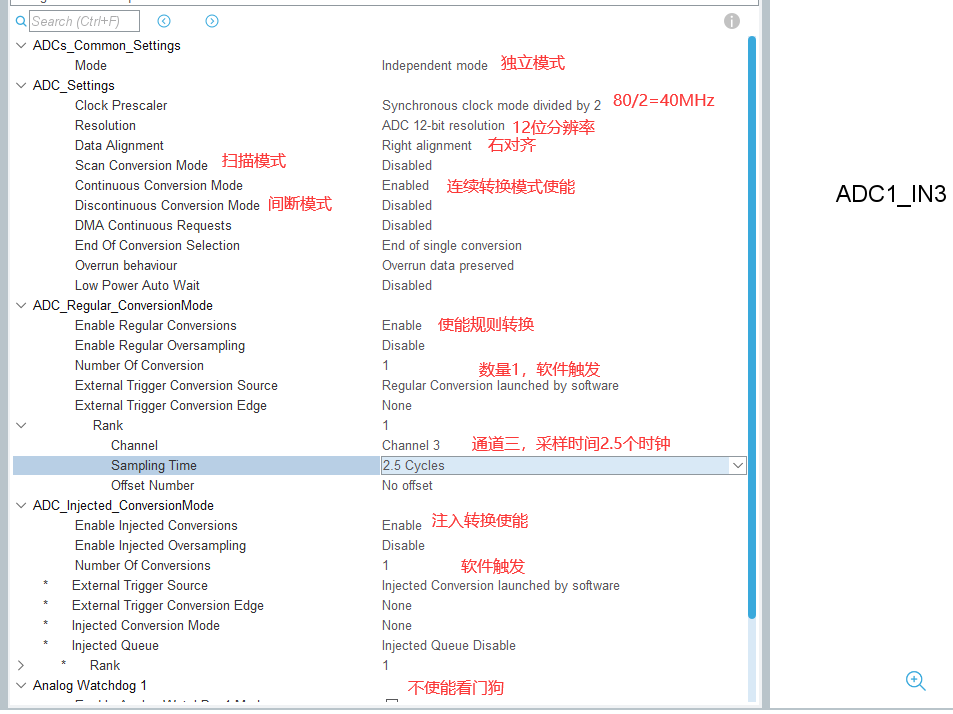 Search (Ctrl+F)
ADCs_Common_Settings
Mode Independent mode 独立模式
ADC_Settings
Clock Prescaler Synchronous clock mode divided by 2 80/2=40MHz
Resolution ADC 12-bit resolution 12位分辨率
Data Alignment Right alignment 右对齐
Scan Conversion Mode 扫描模式 Disabled
Continuous Conversion Mode Enabled 连续转换模式使能
Discontinuous Conversion Mode 间断模式 Disabled
DMA Continuous Requests Disabled
End Of Conversion Selection End of single conversion
Overrun behaviour Overrun data preserved
Low Power Auto Wait Disabled
ADC_Regular_ConversionMode
Enable Regular Conversions Enable 使能规则转换
Enable Regular Oversampling Disable
Number Of Conversion 1 数量1，软件触发
External Trigger Conversion Source Regular Conversion launched by software
External Trigger Conversion Edge None
Rank 1
Channel Channel 3 通道三，采样时间2.5个时钟
Sampling Time 2.5 Cycles
Offset Number No offset
ADC_Injected_ConversionMode
Enable Injected Conversions Enable 注入转换使能
Enable Injected Oversampling Disable
Number Of Conversions 1 软件触发
* External Trigger Source Injected Conversion launched by software
* External Trigger Conversion Edge None
* Injected Conversion Mode None
* Injected Queue Injected Queue Disable
* Rank 1
Analog Watchdog 1 不使能看门狗
ADC1_IN3